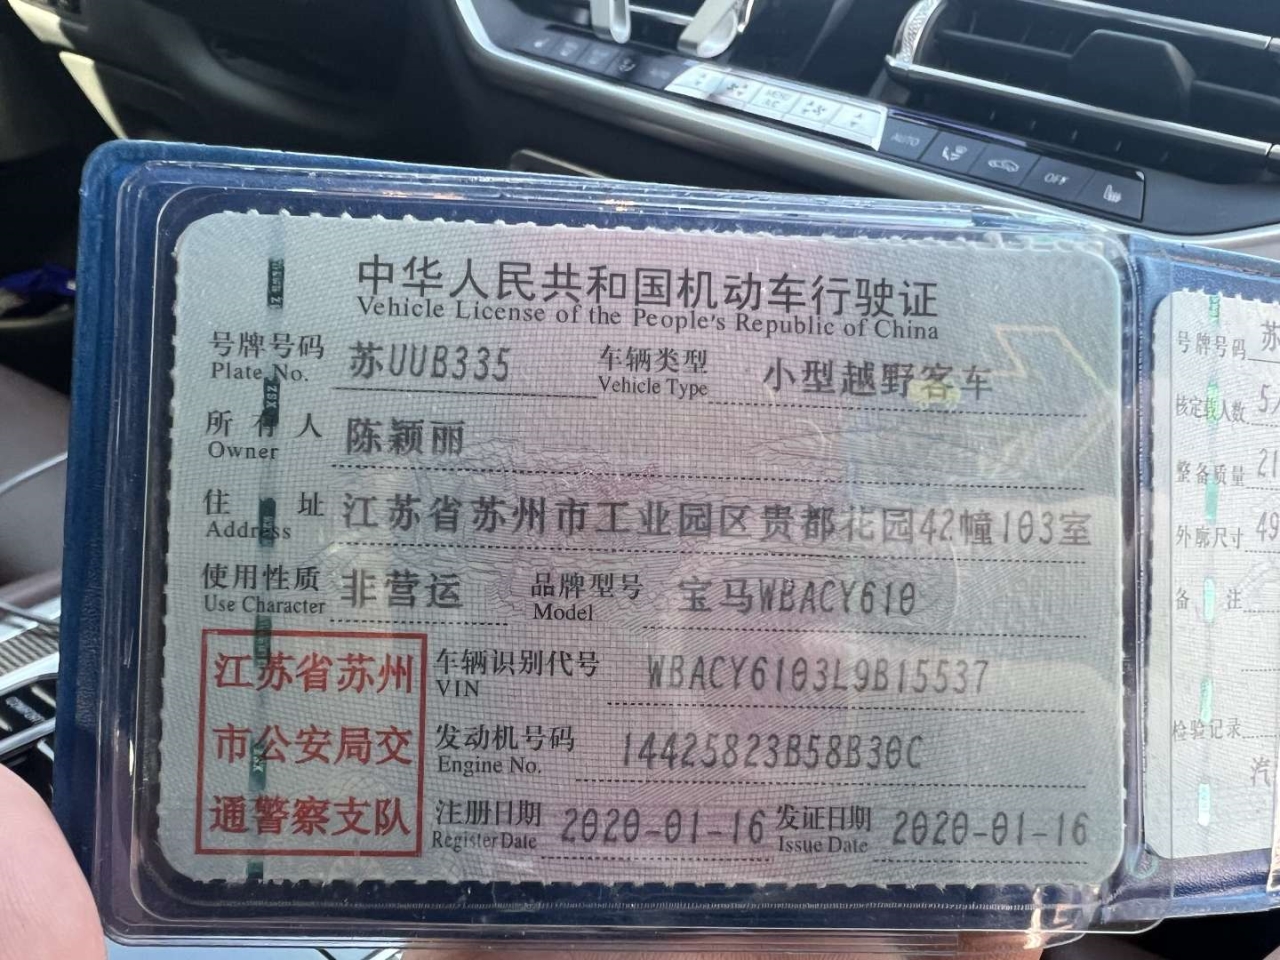 中华人民共和国机动车行驶证
Vehicle License of the People's Republic of China
号牌号码 苏UUB335 车辆类型 小型越野客车
Plate No. Vehicle Type
所有人 陈颖丽
Owner
住址 江苏省苏州市工业园区贵都花园42幢103室
Address
使用性质 非营运 品牌型号 宝马WBACY610
Use Character Model
江苏省苏州
市公安局交
通警察支队
车辆识别代号 WBACY6103L9B15537
VIN
发动机号码 14425823B58B30C
Engine No.
注册日期 2020-01-16 发证日期 2020-01-16
Register Date Issue Date
号牌号码 苏
核定载人数 5
整备质量 21
外廓尺寸 49
备注
检验记录
汽
AUTO
OFF